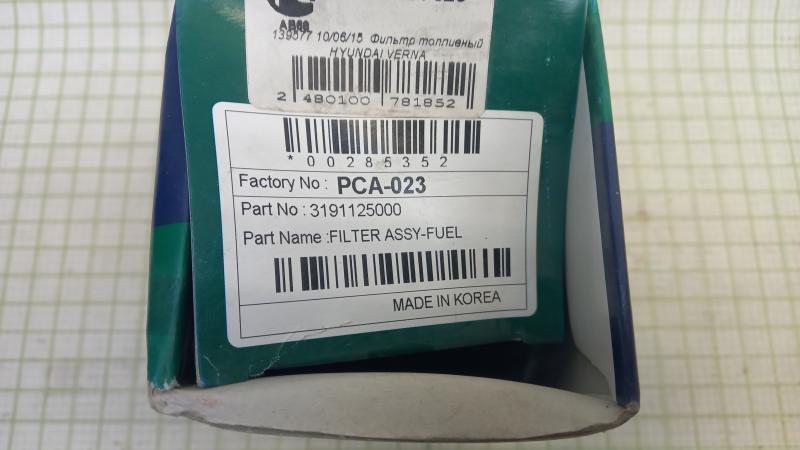 139577 10/06/15 Фильтр топливный
HYUNDAI VERNA
2 480100 781852
*00285352
Factory No : PCA-023
Part No : 3191125000
Part Name :FILTER ASSY-FUEL
MADE IN KOREA